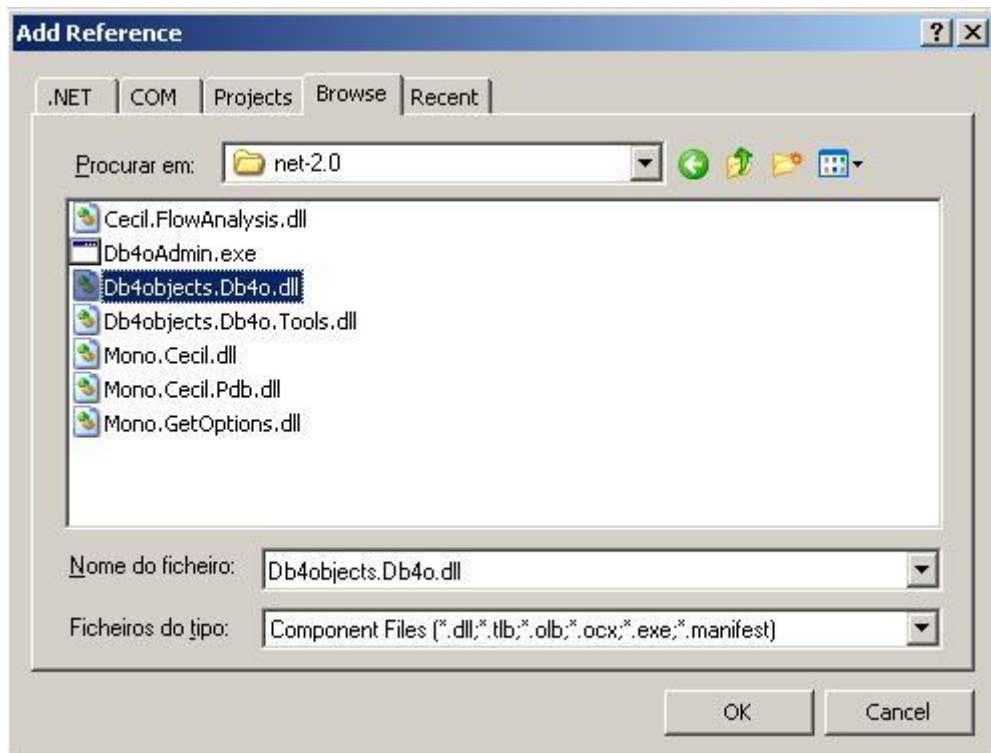 Add Reference
.NET COM Projects Browse Recent
Procurar em: net-2.0
Cecil.FlowAnalysis.dll
Db4oAdmin.exe
Db4objects.Db4o.dll
Db4objects.Db4o.Tools.dll
Mono.Cecil.dll
Mono.Cecil.Pdb.dll
Mono.GetOptions.dll
Nome do ficheiro: Db4objects.Db4o.dll
Ficheiros do tipo: Component Files (*.dll;*.tlb;*.olb;*.ocx;*.exe;*.manifest)
OK Cancel